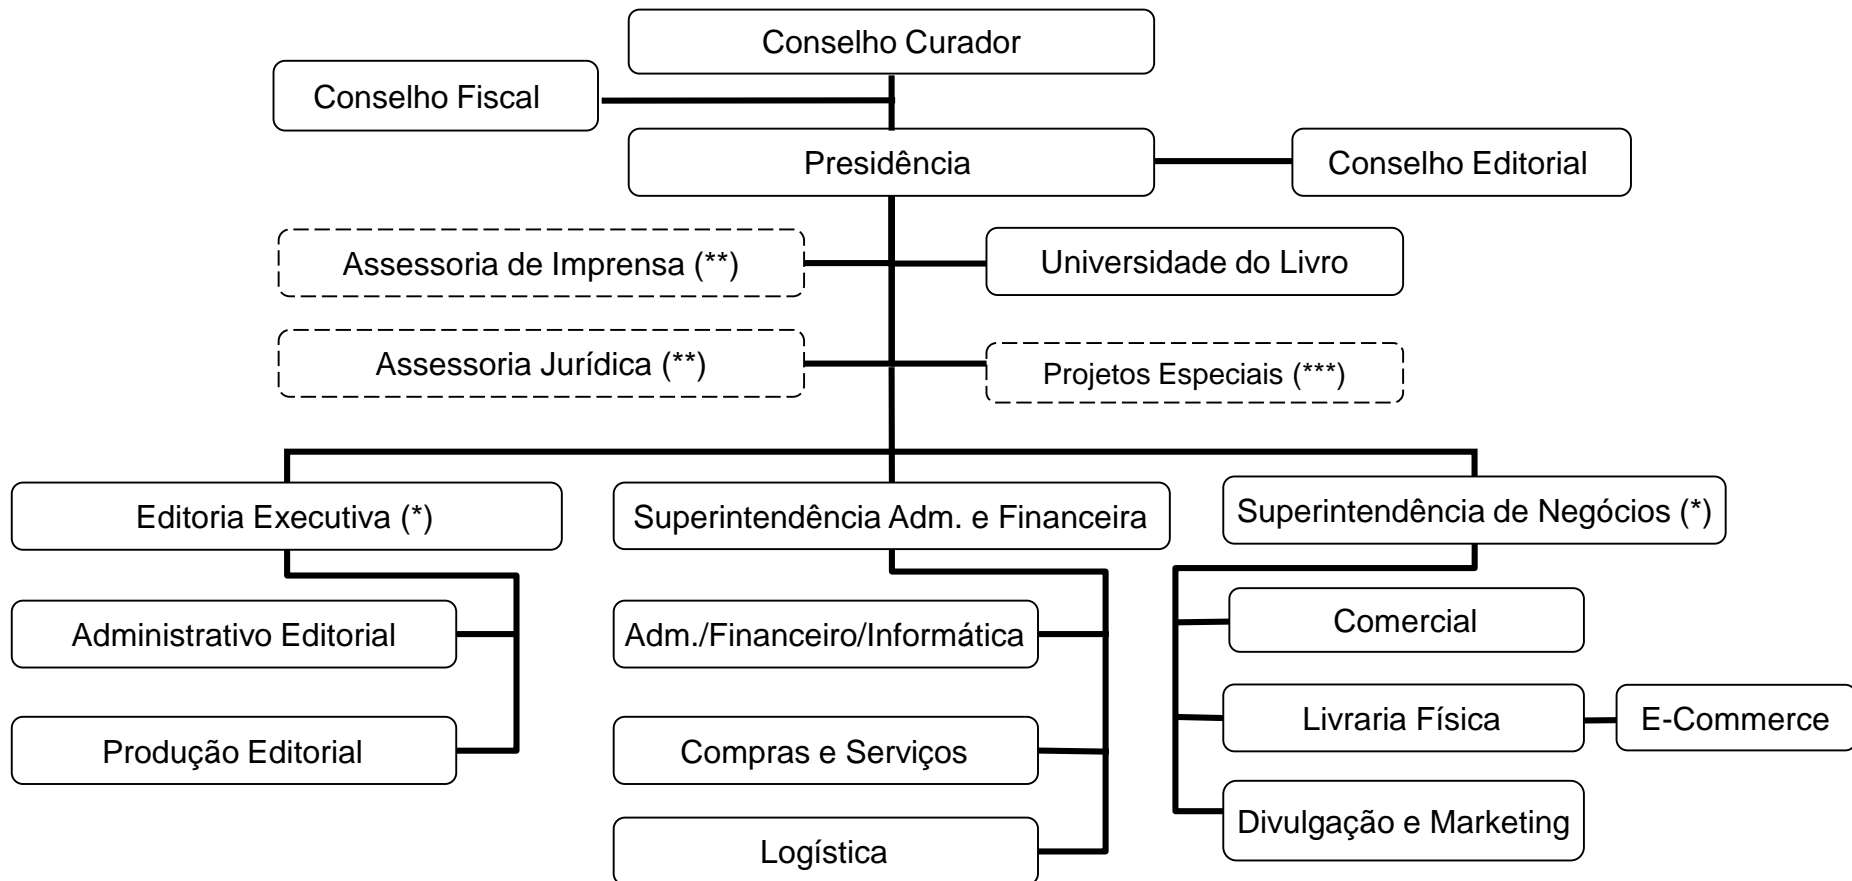 Conselho Curador
Conselho Fiscal
Presidência
Conselho Editorial
Assessoria de Imprensa (**)
Universidade do Livro
Assessoria Jurídica (**)
Projetos Especiais (***)
Editoria Executiva (*)
Superintendência Adm. e Financeira
Superintendência de Negócios (*)
Administrativo Editorial
Adm./Financeiro/Informática
Comercial
Produção Editorial
Compras e Serviços
Livraria Física
E-Commerce
Logística
Divulgação e Marketing